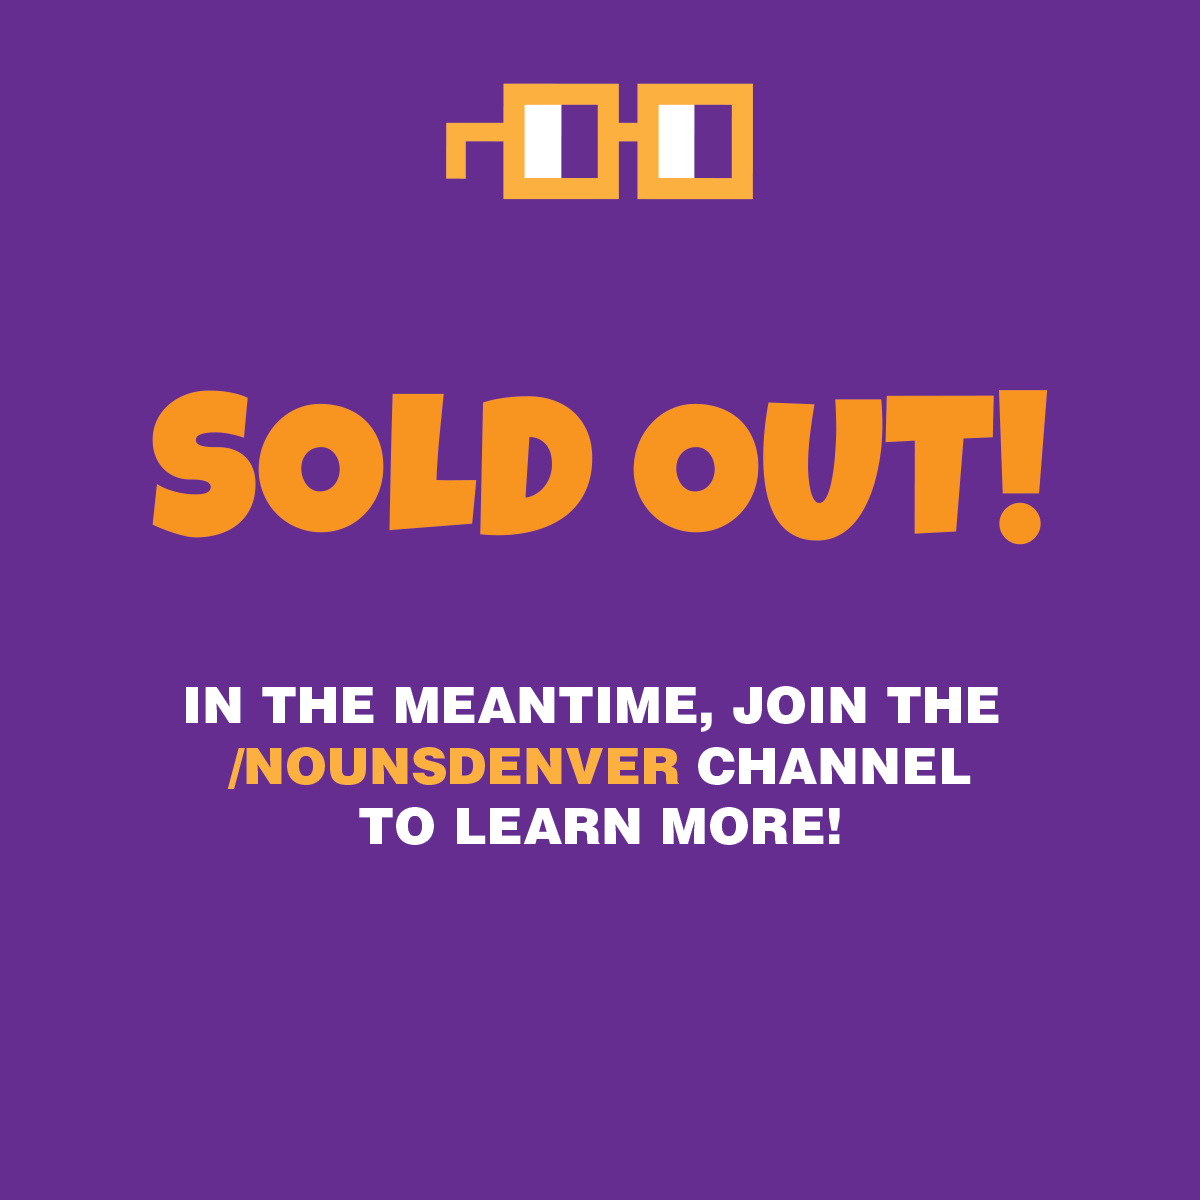 SOLD OUT!
IN THE MEANTIME, JOIN THE
/NOUNSDENVER CHANNEL
TO LEARN MORE!